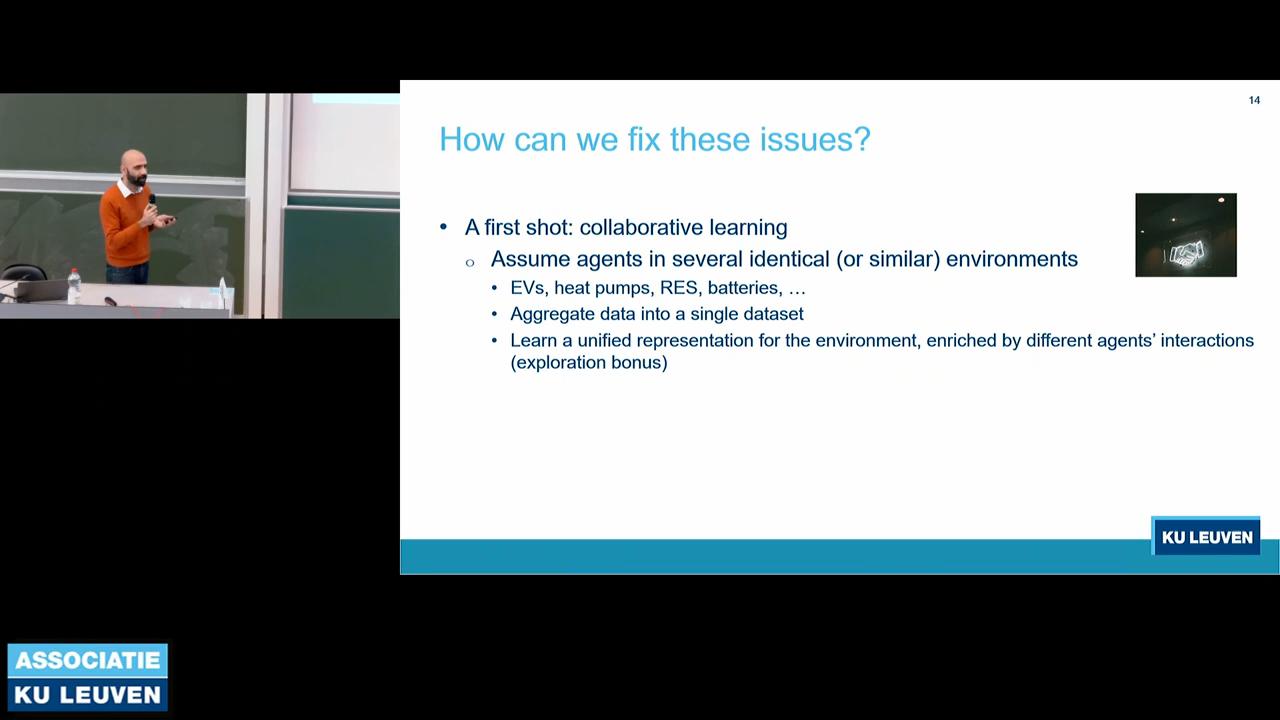 14
How can we fix these issues?
• A first shot: collaborative learning
o Assume agents in several identical (or similar) environments
• EVs, heat pumps, RES, batteries, …
• Aggregate data into a single dataset
• Learn a unified representation for the environment, enriched by different agents’ interactions
(exploration bonus)
KU LEUVEN
ASSOCIATIE
KU LEUVEN